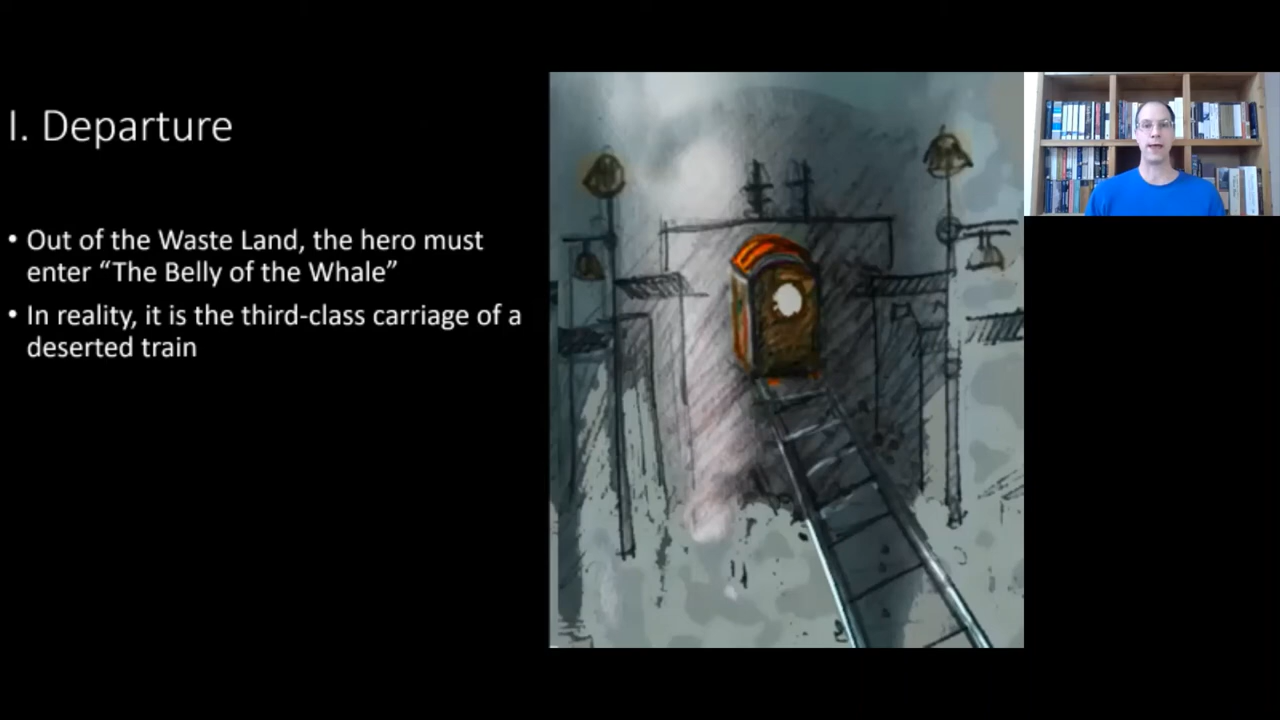 I. Departure
• Out of the Waste Land, the hero must
enter “The Belly of the Whale”
• In reality, it is the third-class carriage of a
deserted train